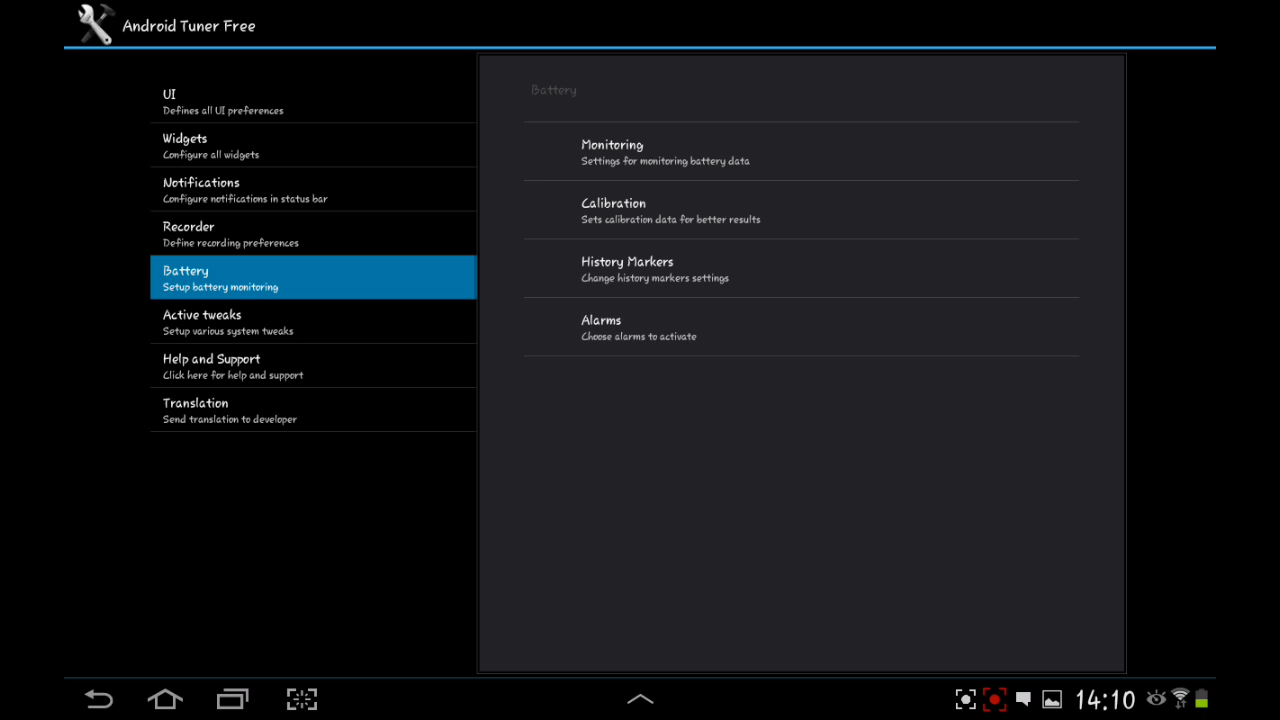 Android Tuner Free
UI
Defines all UI preferences
Widgets
Configure all widgets
Notifications
Configure notifications in status bar
Recorder
Define recording preferences
Battery
Setup battery monitoring
Active tweaks
Setup various system tweaks
Help and Support
Click here for help and support
Translation
Send translation to developer
Battery
Monitoring
Settings for monitoring battery data
Calibration
Sets calibration data for better results
History Markers
Change history markers settings
Alarms
Choose alarms to activate
14:10